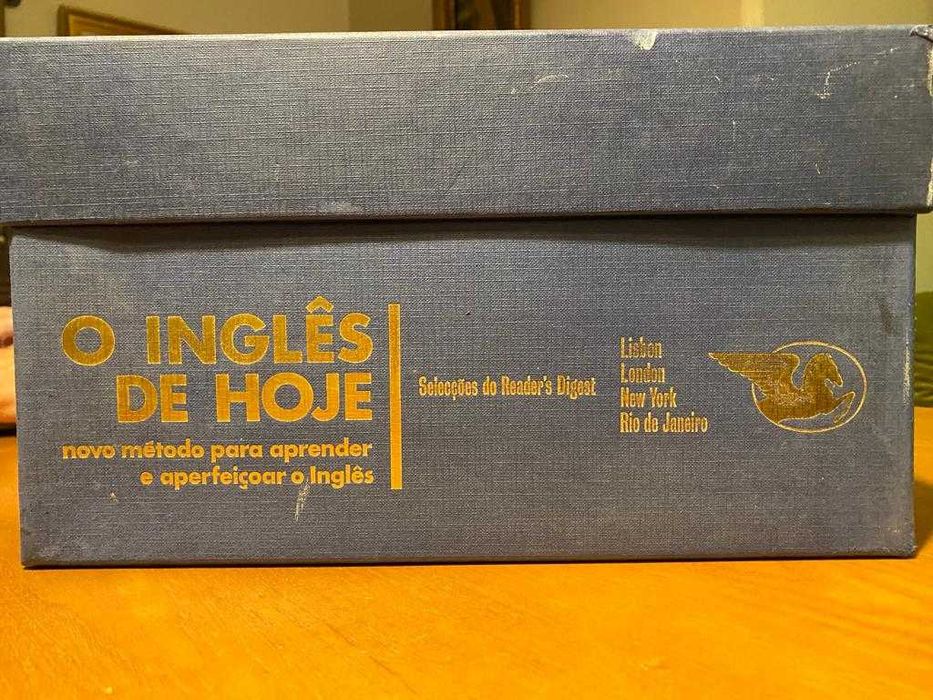 O INGLÊS
DE HOJE
novo método para aprender
e aperfeiçoar o Inglês
Selecções do Reader's Digest
Lisbon
London
New York
Rio de Janeiro